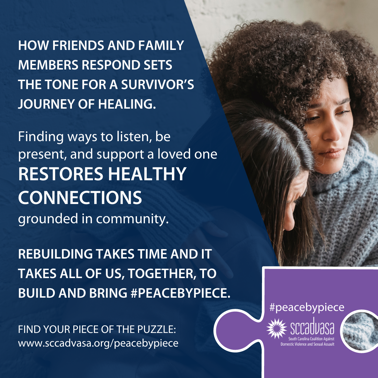 HOW FRIENDS AND FAMILY
MEMBERS RESPOND SETS
THE TONE FOR A SURVIVOR'S
JOURNEY OF HEALING.
Finding ways to listen, be
present, and support a loved one
RESTORES HEALTHY
CONNECTIONS
grounded in community.
REBUILDING TAKES TIME AND IT
TAKES ALL OF US, TOGETHER, TO
BUILD AND BRING #PEACEBYPIECE.
FIND YOUR PIECE OF THE PUZZLE:
www.sccadvasa.org/peacebypiece
#peacebypiece
sccadvasa
South Carolina Coalition Against
Domestic Violence and Sexual Assault